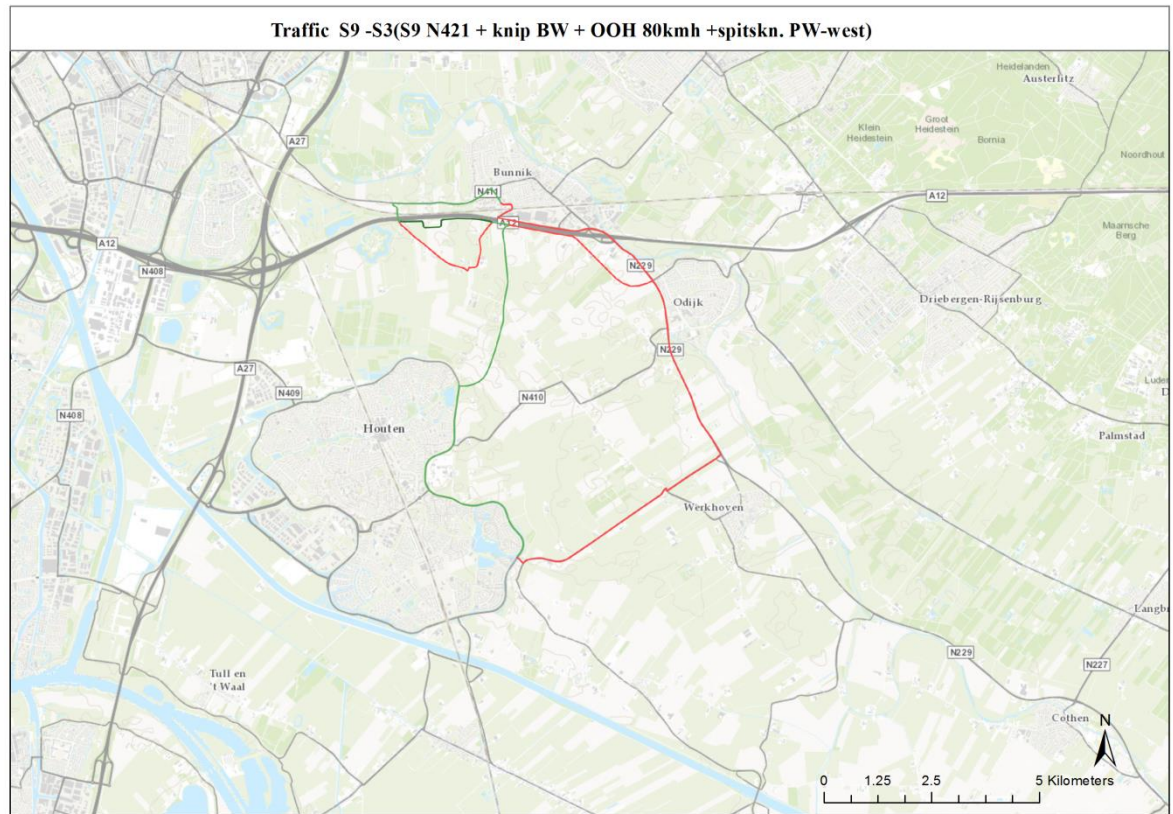 Traffic S9 -S3(S9 N421 + knip BW + OOH 80kmh +spitskn. PW-west)
Heidelanden
Austerlitz
Klein
Heidestein
Groot
Heidestein
Bornia
Noordhout
A27
Bunnik
N411
A12
A12
Maarnsche
Berg
A12
N408
N229
Odijk
Driebergen-Rijsenburg
N229
A27
N409
N410
N408
Houten
Palmstad
Werkhoven
N229
N227
Tull en
't Waal
Cothen
N
0 1.25 2.5 5 Kilometers